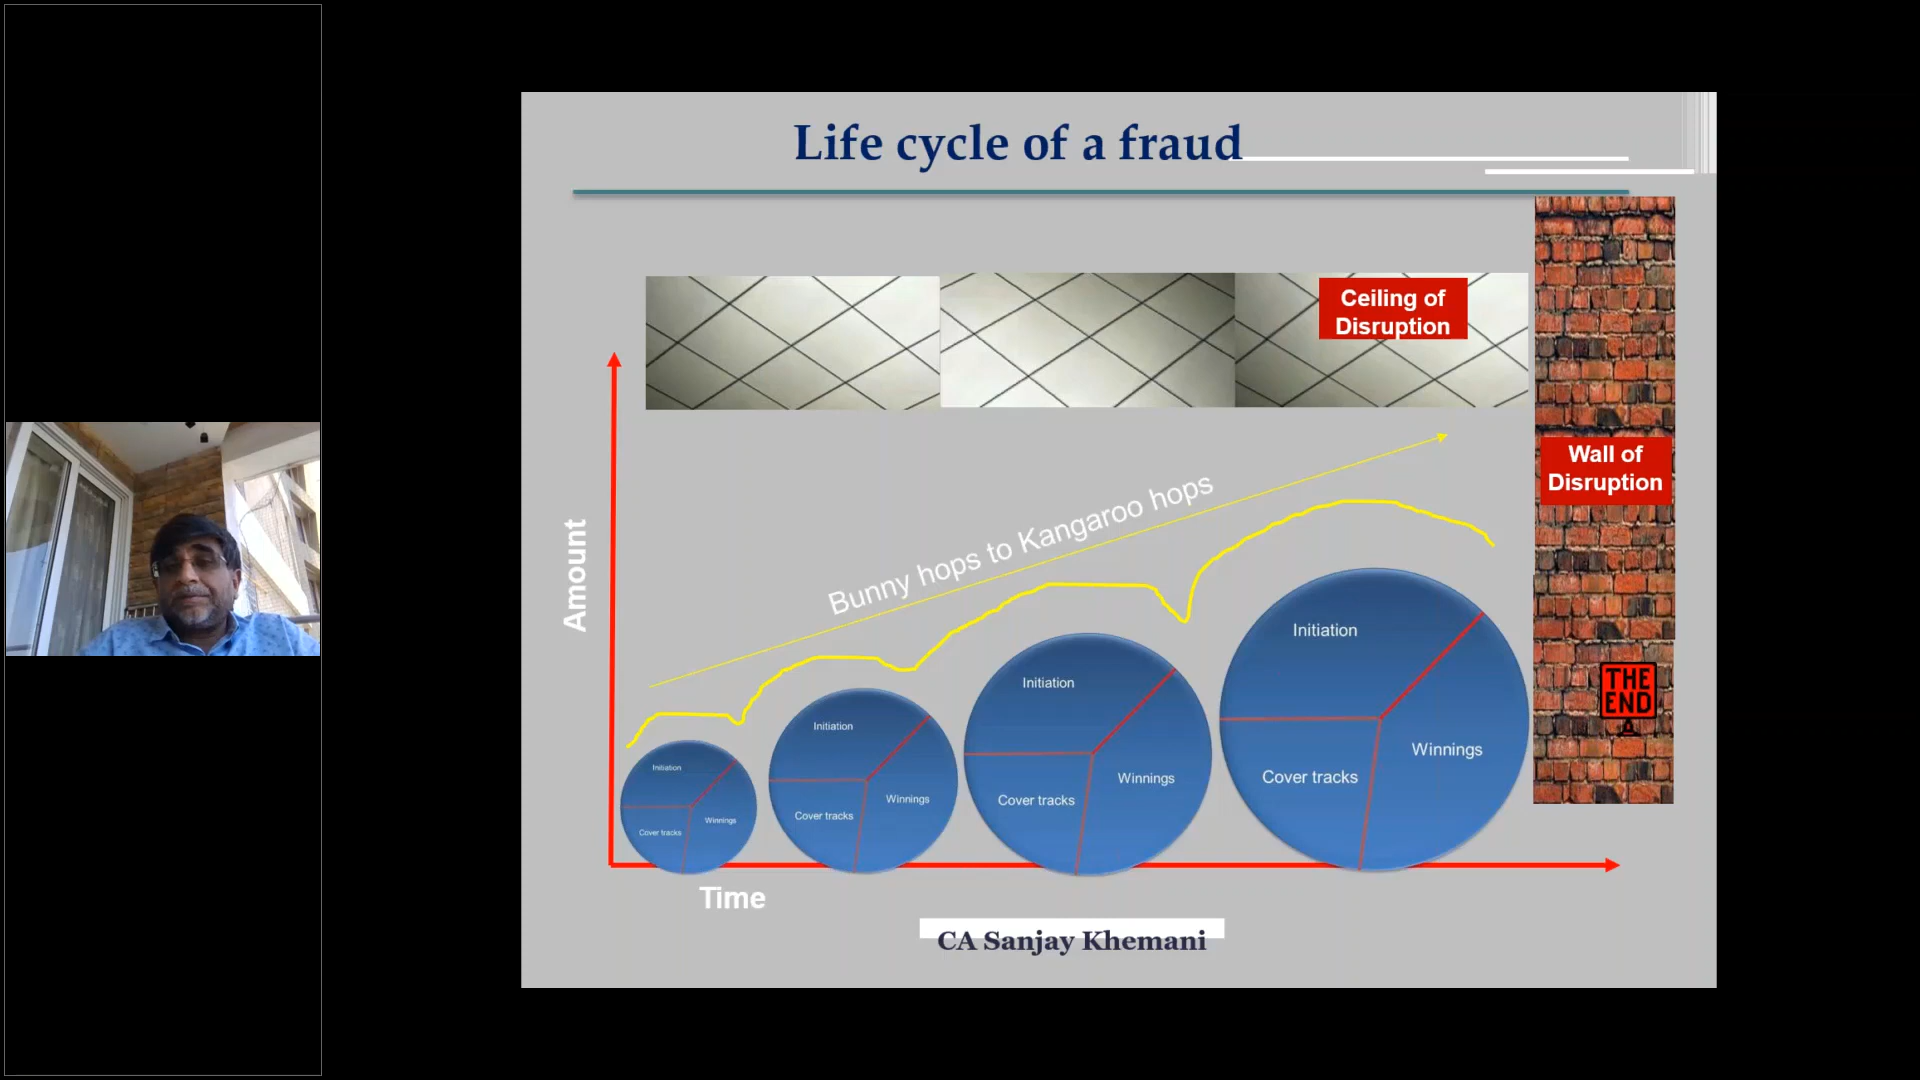 Life cycle of a fraud
Ceiling of
Disruption
Wall of
Disruption
Bunny hops to Kangaroo hops
Amount
Initiation
Winnings
Cover tracks
Initiation
Winnings
Cover tracks
Initiation
Winnings
Cover tracks
Initiation
Winnings
Cover tracks
THE
END
Time
CA Sanjay Khemani